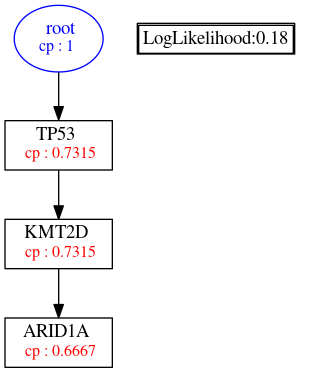 root
cp : 1
LogLikelihood:0.18
TP53
cp : 0.7315
KMT2D
cp : 0.7315
ARID1A
cp : 0.6667